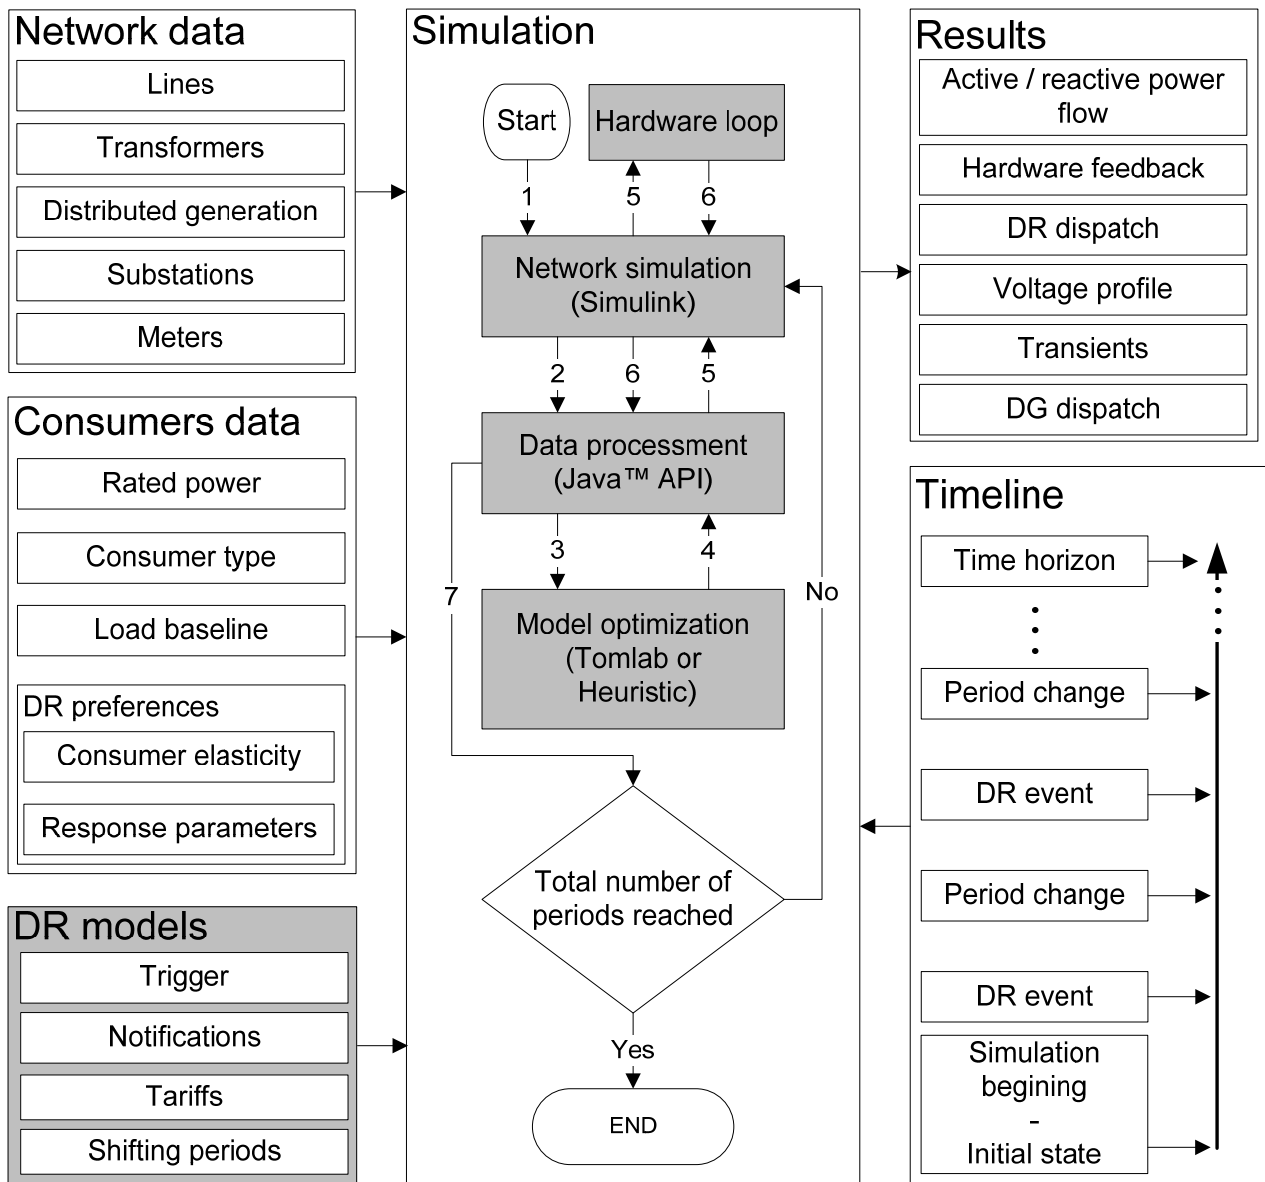 Network data
Lines
Transformers
Distributed generation
Substations
Meters
Consumers data
Rated power
Consumer type
Load baseline
DR preferences
Consumer elasticity
Response parameters
DR models
Trigger
Notifications
Tariffs
Shifting periods
Simulation
Start
Hardware loop
1
5
6
Network simulation
(Simulink)
2
6
5
Data processment
(Java™ API)
3
4
7
No
Model optimization
(Tomlab or
Heuristic)
Total number of
periods reached
Yes
END
Results
Active / reactive power
flow
Hardware feedback
DR dispatch
Voltage profile
Transients
DG dispatch
Timeline
Time horizon
Period change
DR event
Period change
DR event
Simulation
begining
-
Initial state